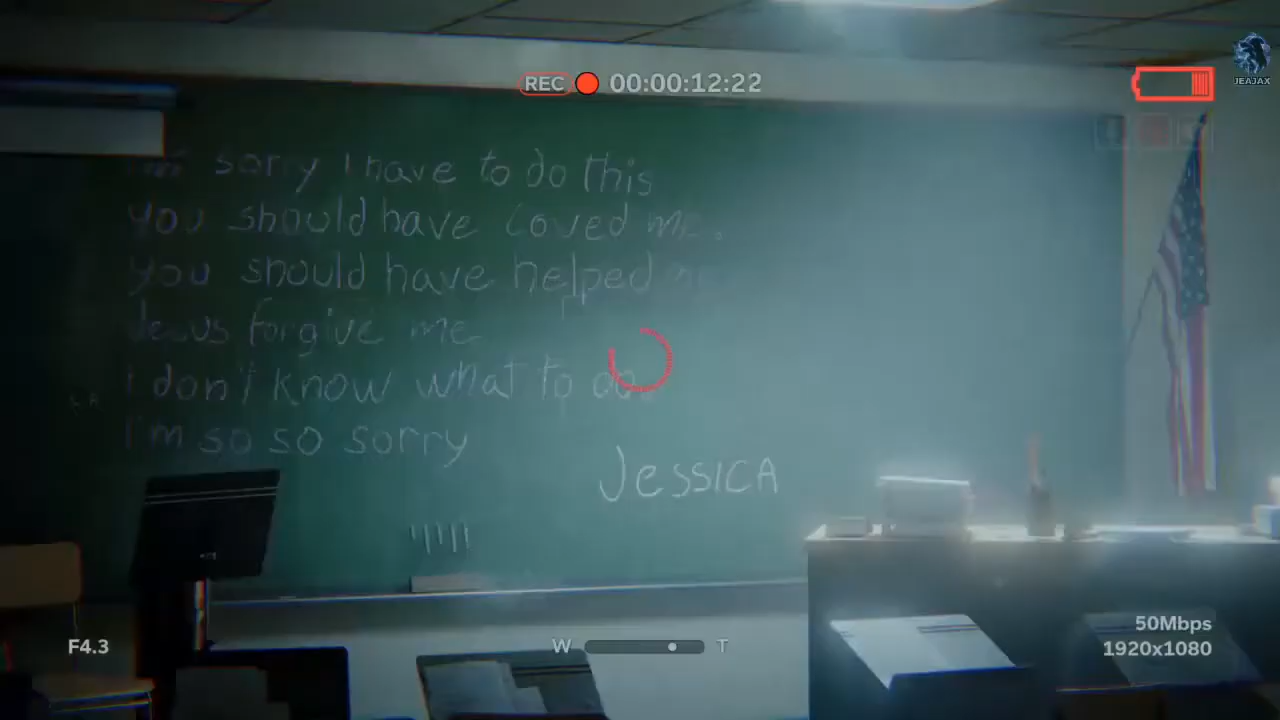 JEAJAX
REC 00:00:12:22
sorry I have to do this
You should have loved me.
You should have helped
Jesus forgive me
I don't know what to do
I'm so so sorry
JESSICA
50Mbps
F4.3
W T
1920x1080